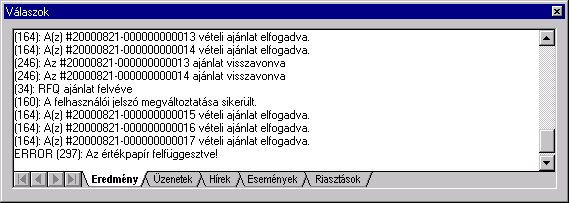 Válaszok
(164): A(z) #20000821-000000000013 vételi ajánlat elfogadva.
(164): A(z) #20000821-000000000014 vételi ajánlat elfogadva.
(246): Az #20000821-000000000013 ajánlat visszavonva
(246): Az #20000821-000000000014 ajánlat visszavonva
(34): RFQ ajánlat felvéve
(160): A felhasználói jelszó megváltoztatása sikerült.
(164): A(z) #20000821-000000000015 vételi ajánlat elfogadva.
(164): A(z) #20000821-000000000016 vételi ajánlat elfogadva.
(164): A(z) #20000821-000000000017 vételi ajánlat elfogadva.
ERROR (297): Az értékpapír felfüggesztve!
Eredmény Üzenetek Hírek Események Riasztások